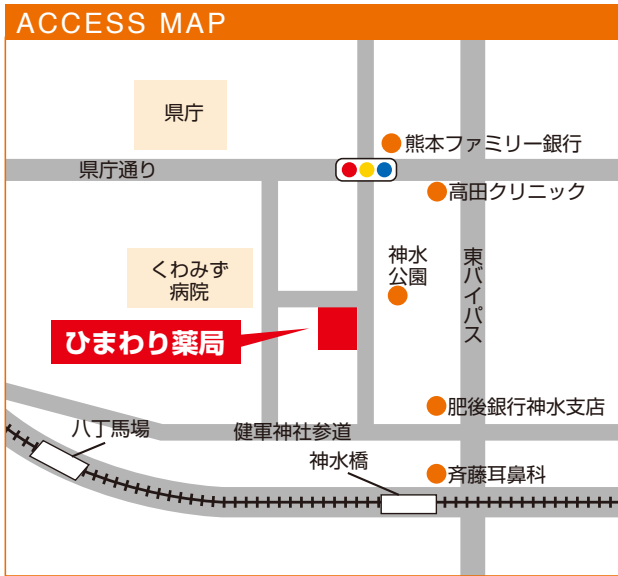 ACCESS MAP
県庁
熊本ファミリー銀行
県庁通り
高田クリニック
くわみず
病院
神水
公園
東バイパス
ひまわり薬局
肥後銀行神水支店
八丁馬場
健軍神社参道
神水橋
斉藤耳鼻科